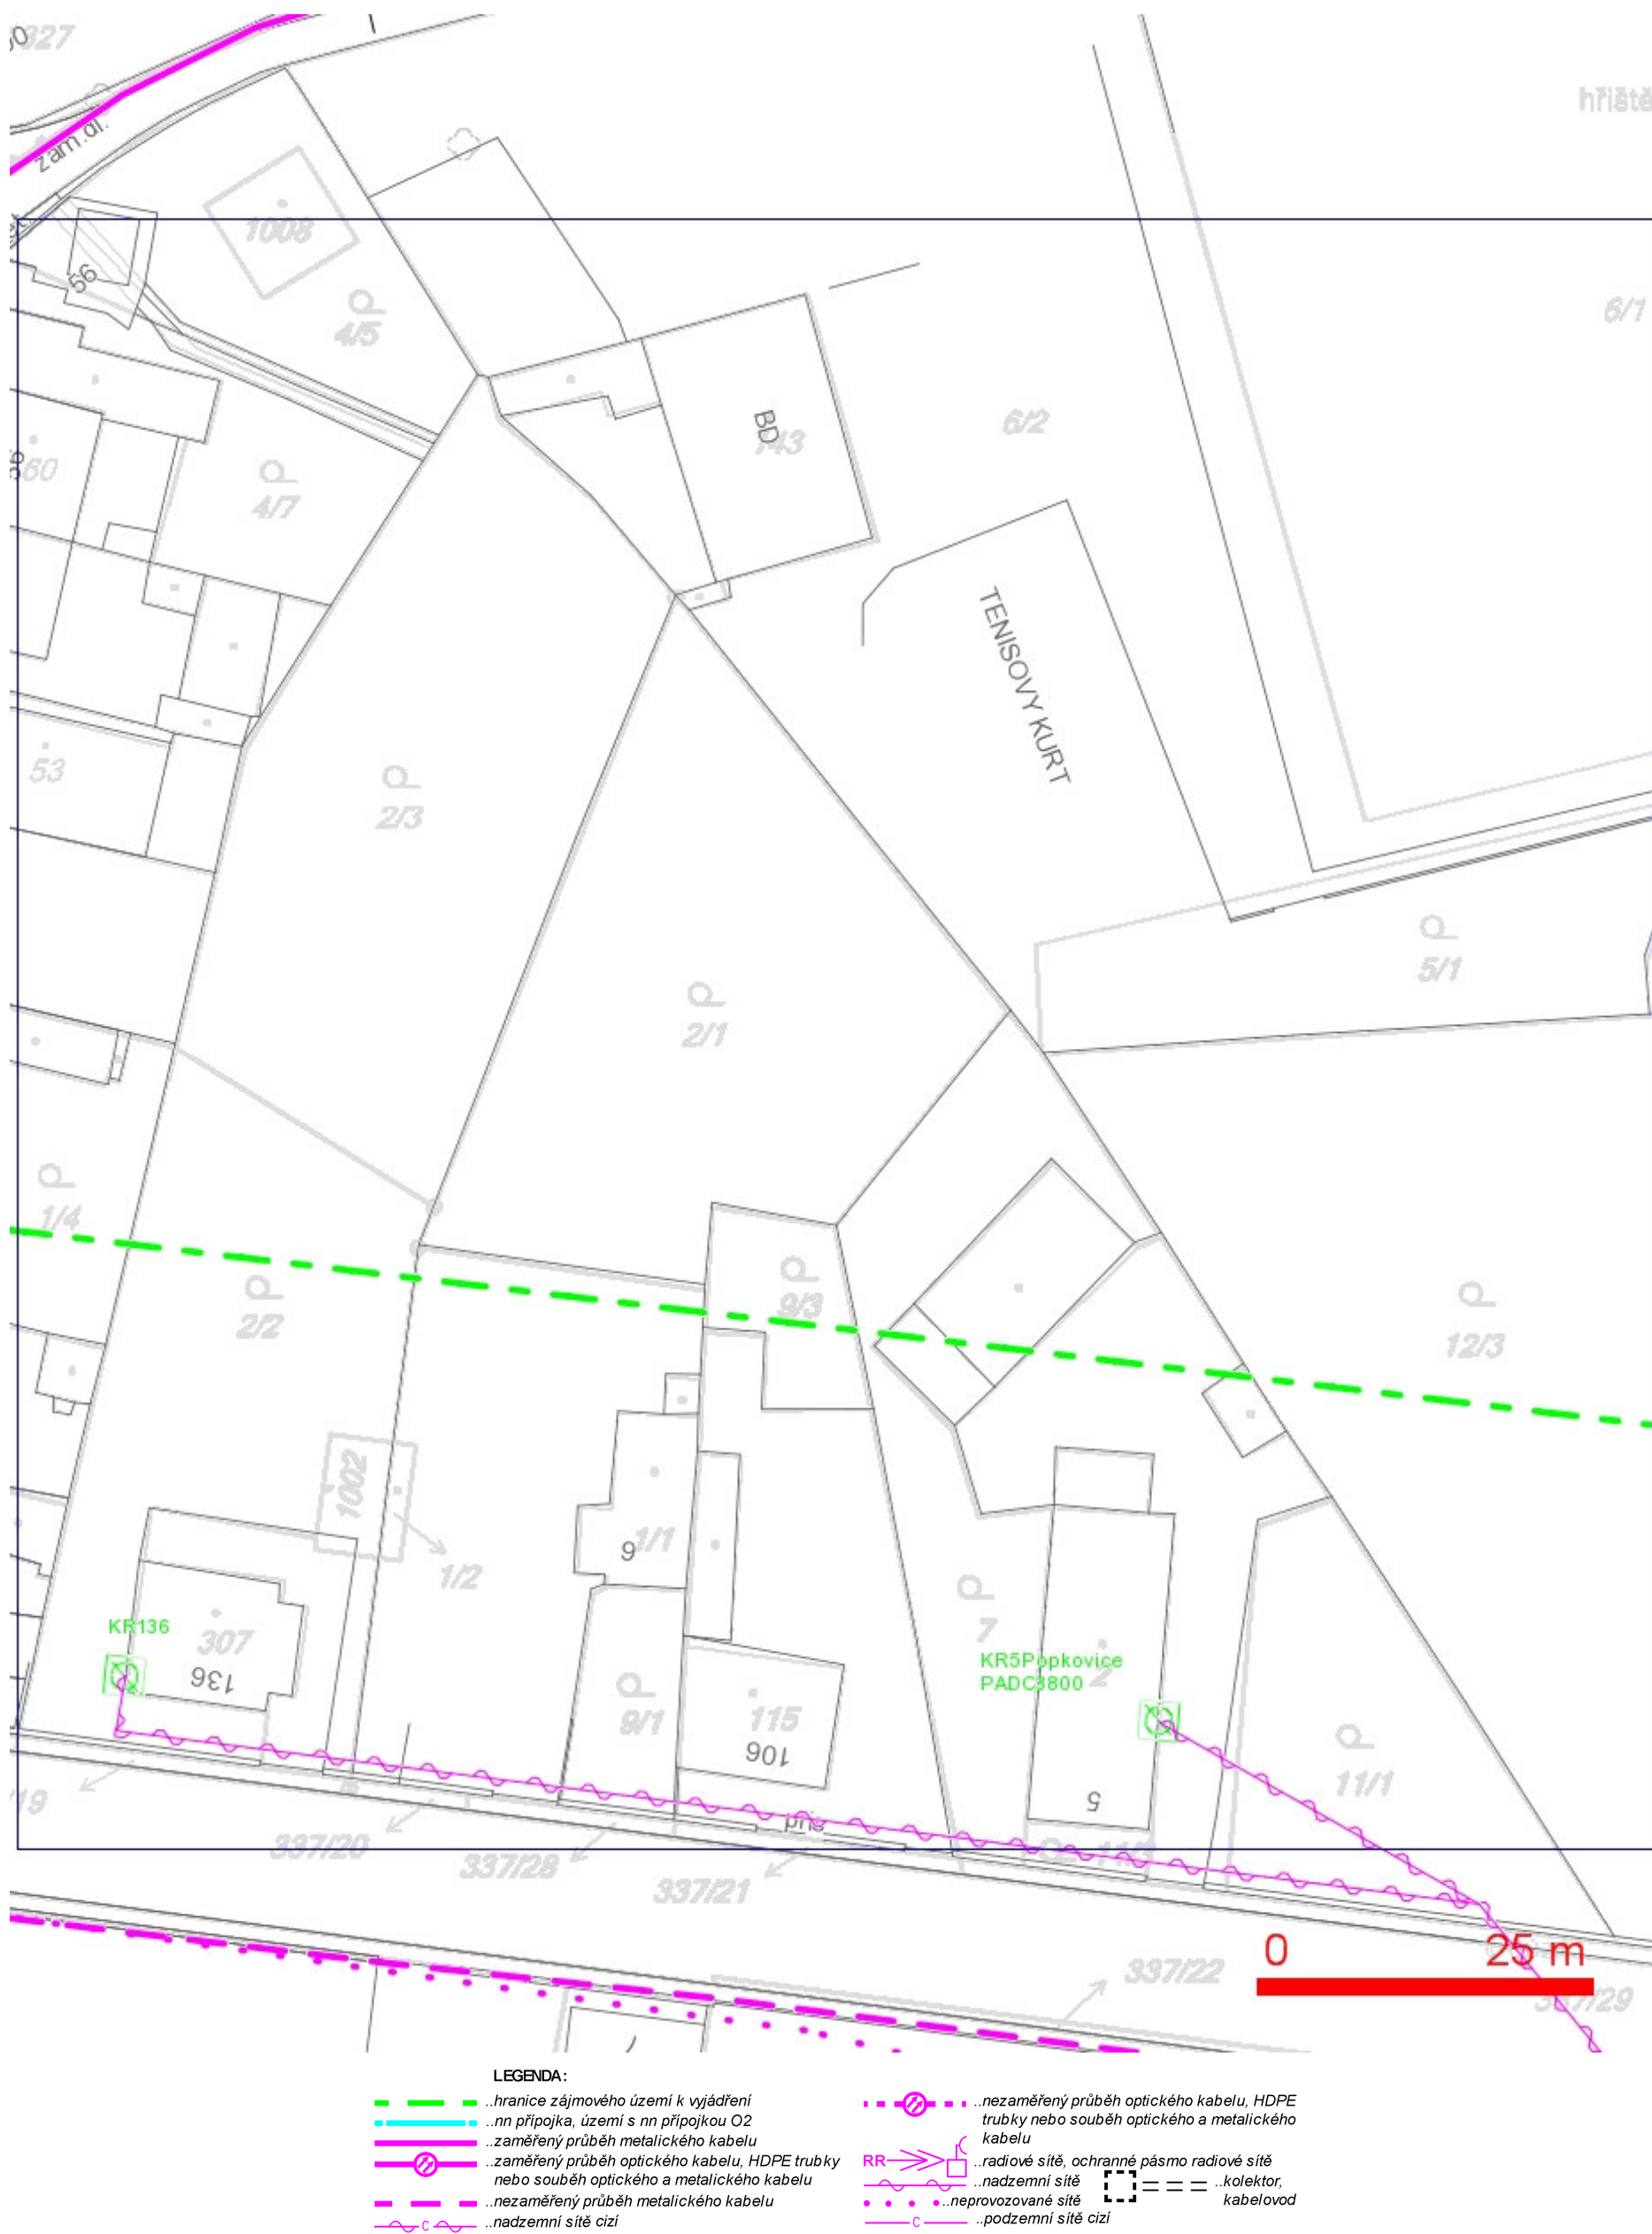 327
zam.dl.
hřiště
1008
56
4/5
6/1
BD
743
6/2
60
4/7
TENISOVY KURT
53
2/3
5/1
2/1
1/4
9/3
2/2
12/3
1002
6
1/1
1/2
KR136
307
136
7
KR5Popkovice
PADC3800
2
9/1
115
106
11/1
5
/19
pris
337/20
337/28
337/21
0 25 m
337/22
337/29
LEGENDA:
..hranice zájmového území k vyjádření
..nn přípojka, území s nn přípojkou O2
..zaměřený průběh metalického kabelu
..zaměřený průběh optického kabelu, HDPE trubky
nebo souběh optického a metalického kabelu
..nezaměřený průběh metalického kabelu
C ..nadzemní sítě cizí
..nezaměřený průběh optického kabelu, HDPE
trubky nebo souběh optického a metalického
kabelu
RR ..radiové sítě, ochranné pásmo radiové sítě
..nadzemní sítě
..kolektor,
kabelovod
..neprovozované sítě
C ..podzemní sítě cizí